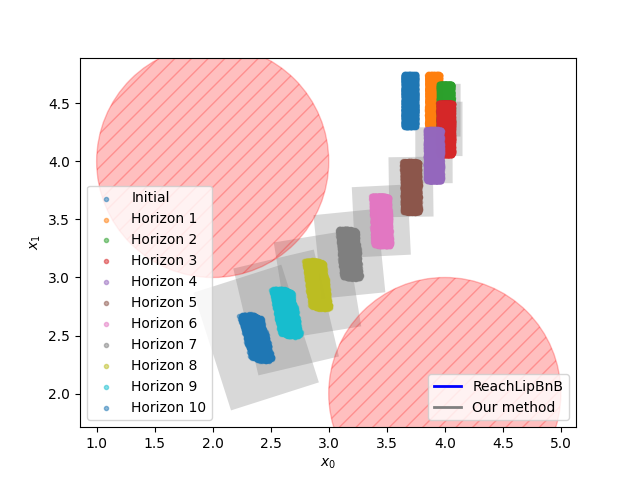 4.5
4.0
3.5
3.0
2.5
2.0
x₁
Initial
Horizon 1
Horizon 2
Horizon 3
Horizon 4
Horizon 5
Horizon 6
Horizon 7
Horizon 8
Horizon 9
Horizon 10
ReachLipBnB
Our method
1.0 1.5 2.0 2.5 3.0 3.5 4.0 4.5 5.0
x₀